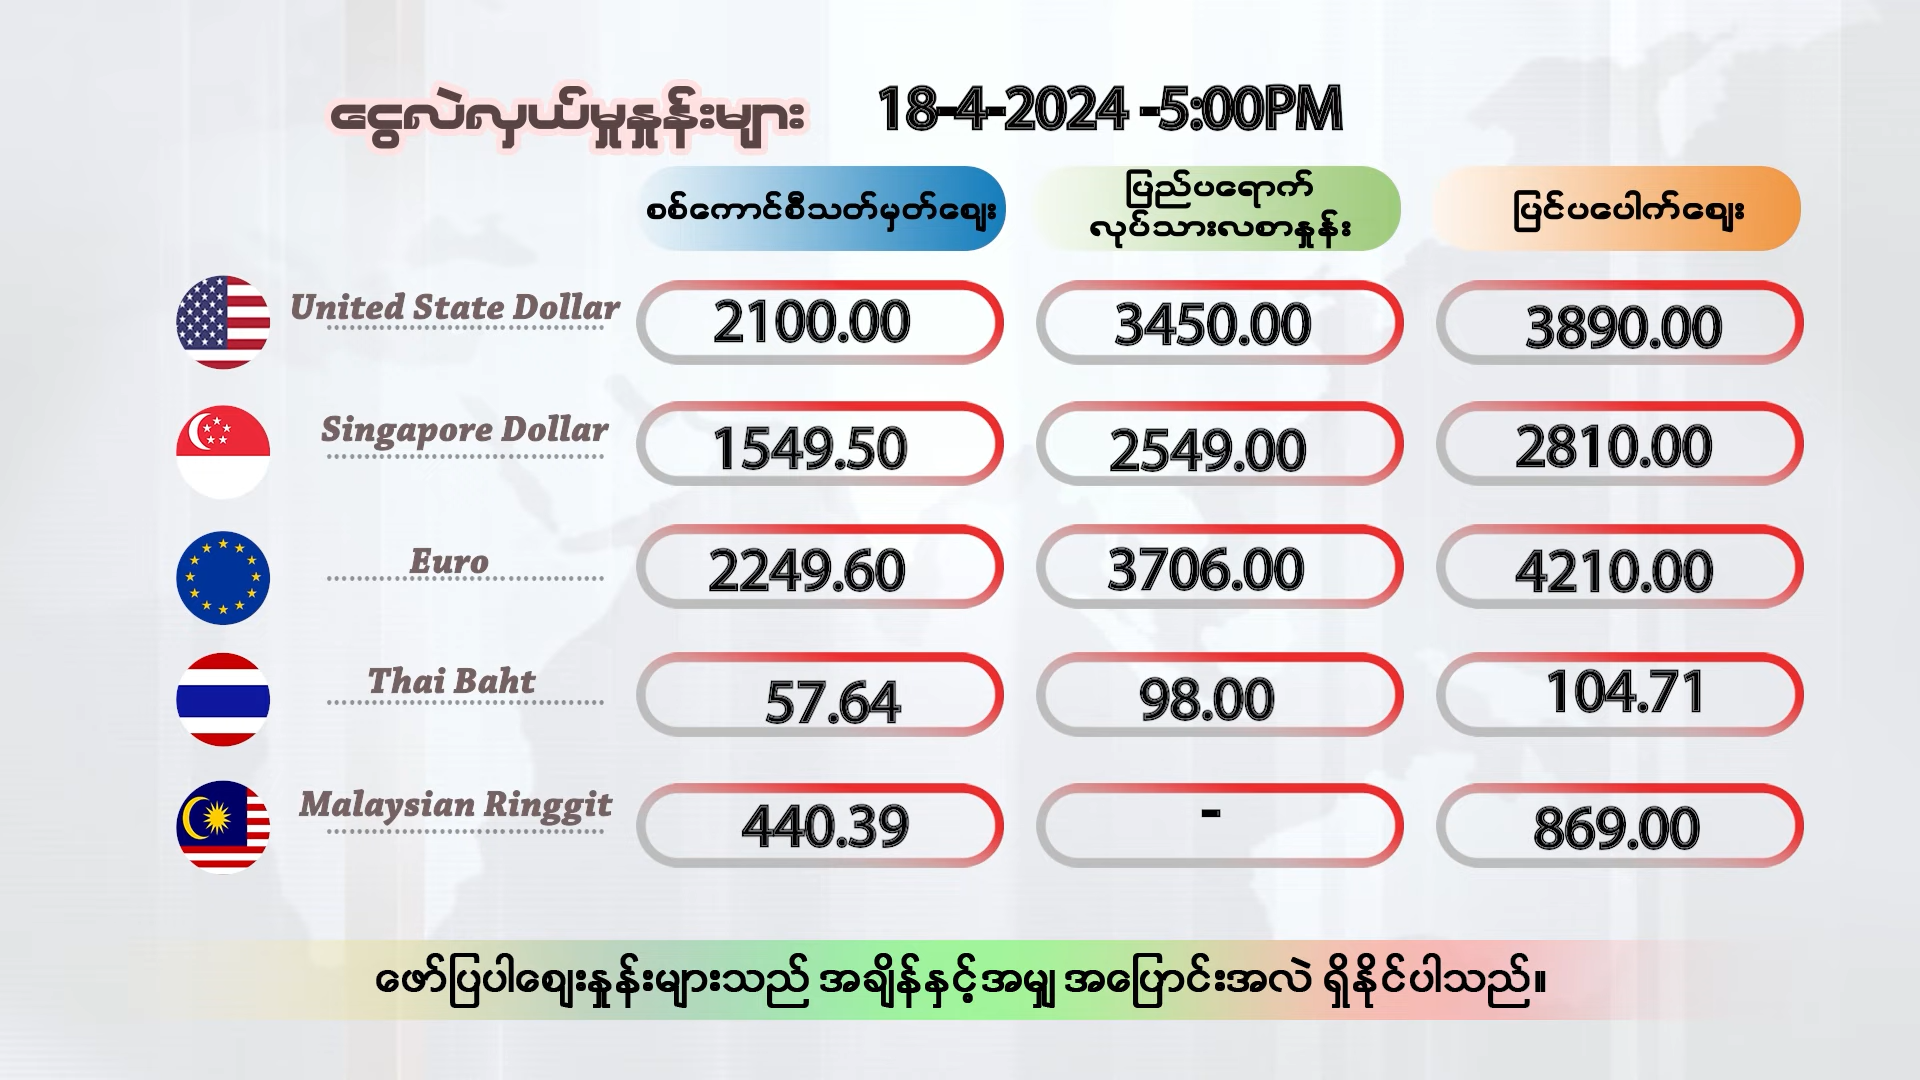 ငွေလဲလှယ်မှုနှုန်းများ 18-4-2024 -5:00PM
စစ်ကောင်စီသတ်မှတ်ဈေး
ပြည်ပရောက်
လုပ်သားလစာနှုန်း
ပြင်ပပေါက်ဈေး
United State Dollar 2100.00 3450.00 3890.00
Singapore Dollar 1549.50 2549.00 2810.00
Euro 2249.60 3706.00 4210.00
Thai Baht 57.64 98.00 104.71
Malaysian Ringgit 440.39 - 869.00
ဖော်ပြပါဈေးနှုန်းများသည် အချိန်နှင့်အမျှ အပြောင်းအလဲ ရှိနိုင်ပါသည်။